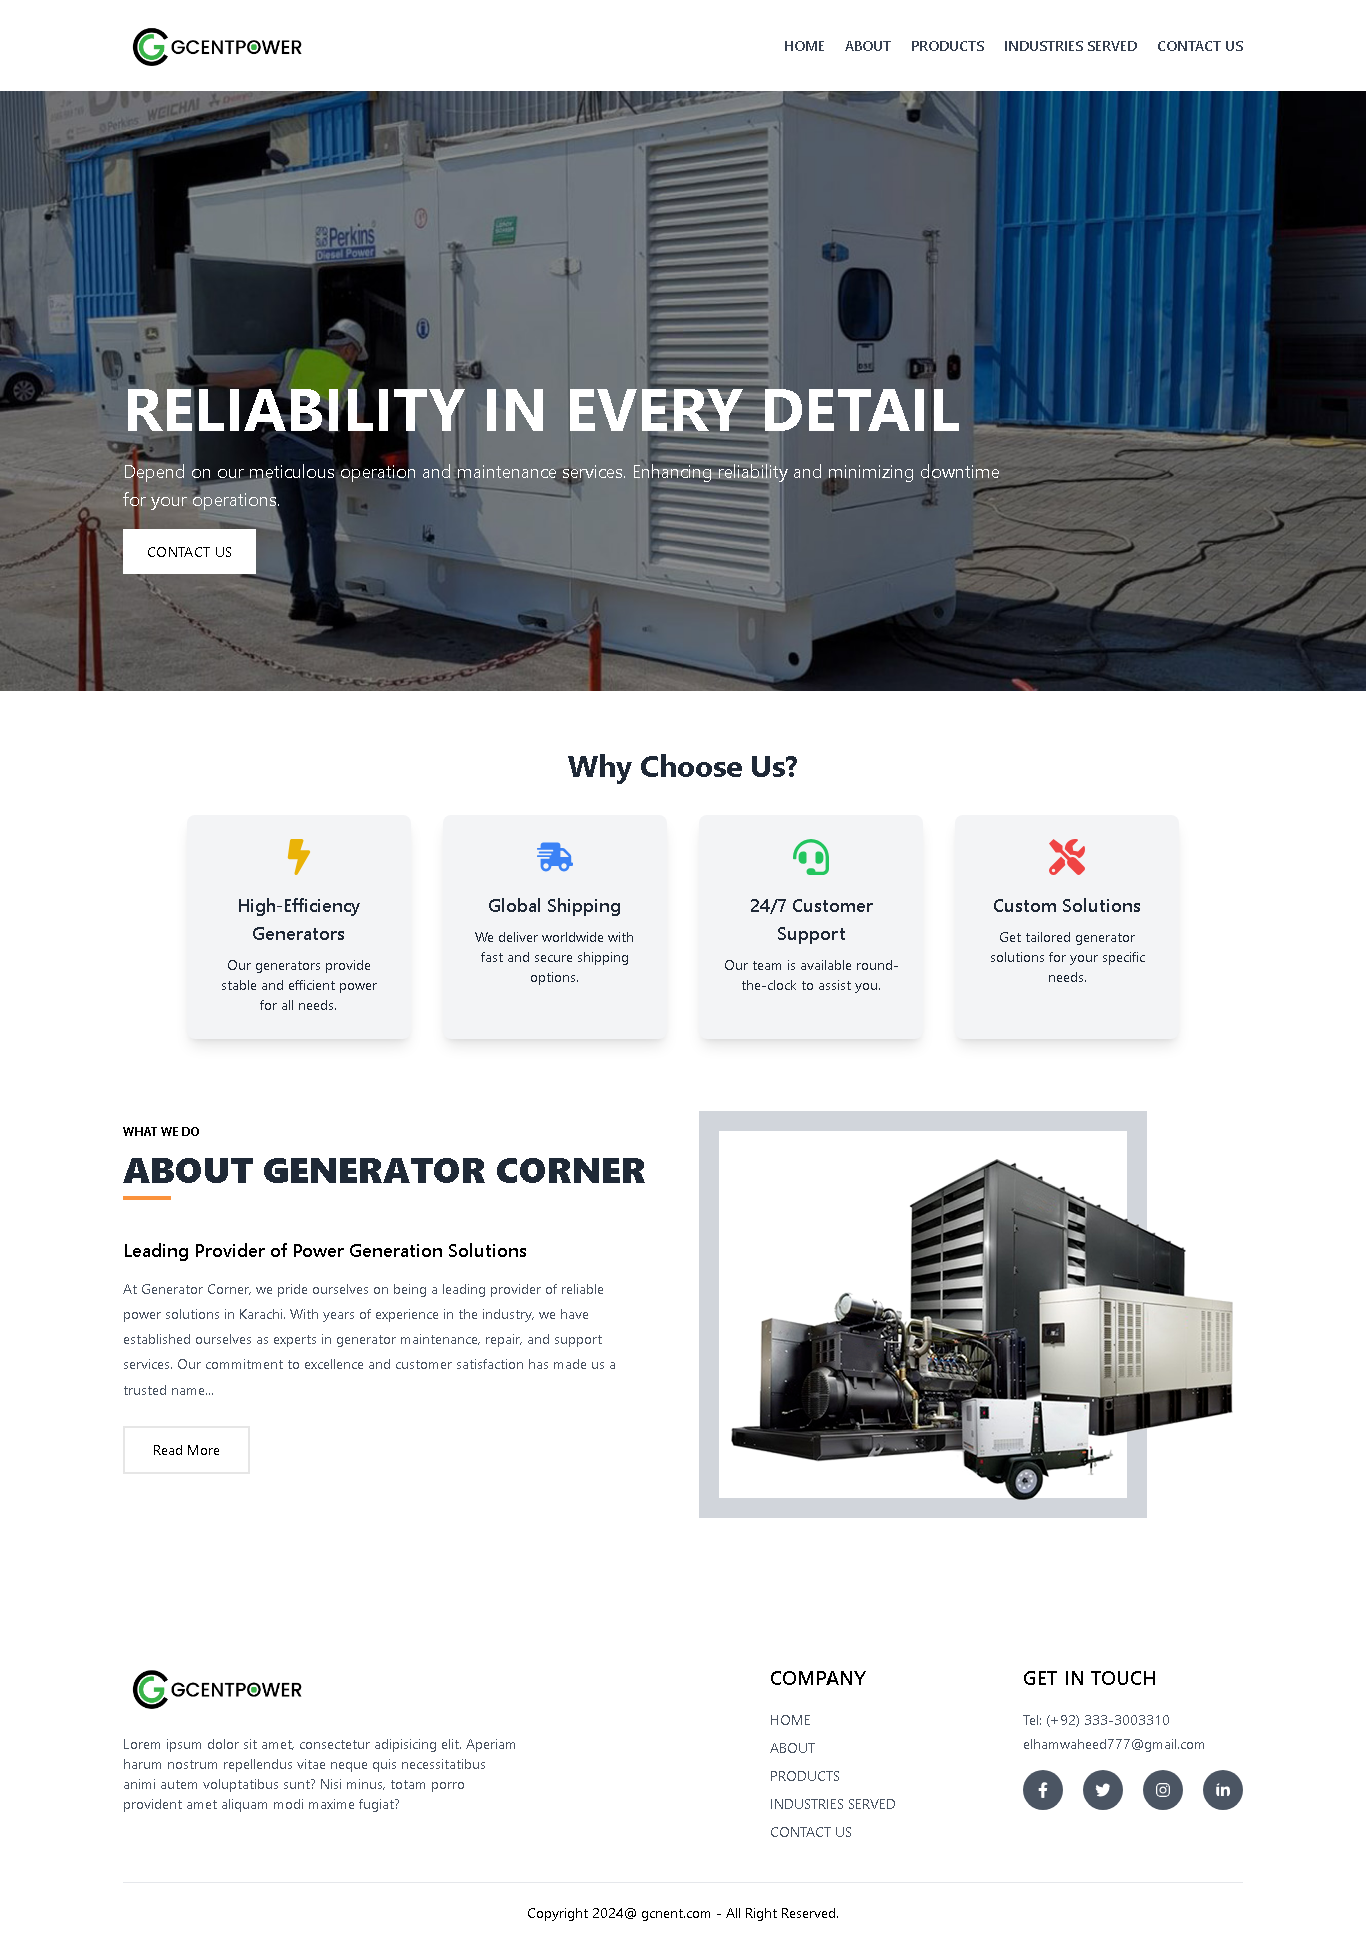 GCENTPOWER
HOME ABOUT PRODUCTS INDUSTRIES SERVED CONTACT US
WEICHAI
Perkins
Perkins
Diesel Power
RELIABILITY IN EVERY DETAIL
Depend on our meticulous operation and maintenance services. Enhancing reliability and minimizing downtime
for your operations.
CONTACT US
Why Choose Us?
High-Efficiency
Generators
Our generators provide
stable and efficient power
for all needs.
Global Shipping
We deliver worldwide with
fast and secure shipping
options.
24/7 Customer
Support
Our team is available round-
the-clock to assist you.
Custom Solutions
Get tailored generator
solutions for your specific
needs.
WHAT WE DO
ABOUT GENERATOR CORNER
Leading Provider of Power Generation Solutions
At Generator Corner, we pride ourselves on being a leading provider of reliable
power solutions in Karachi. With years of experience in the industry, we have
established ourselves as experts in generator maintenance, repair, and support
services. Our commitment to excellence and customer satisfaction has made us a
trusted name...
Read More
GCENTPOWER
Lorem ipsum dolor sit amet, consectetur adipisicing elit. Aperiam
harum nostrum repellendus vitae neque quis necessitatibus
animi autem voluptatibus sunt? Nisi minus, totam porro
provident amet aliquam modi maxime fugiat?
COMPANY
HOME
ABOUT
PRODUCTS
INDUSTRIES SERVED
CONTACT US
GET IN TOUCH
Tel: (+92) 333-3003310
elhamwaheed777@gmail.com
Copyright 2024@ gcnent.com - All Right Reserved.